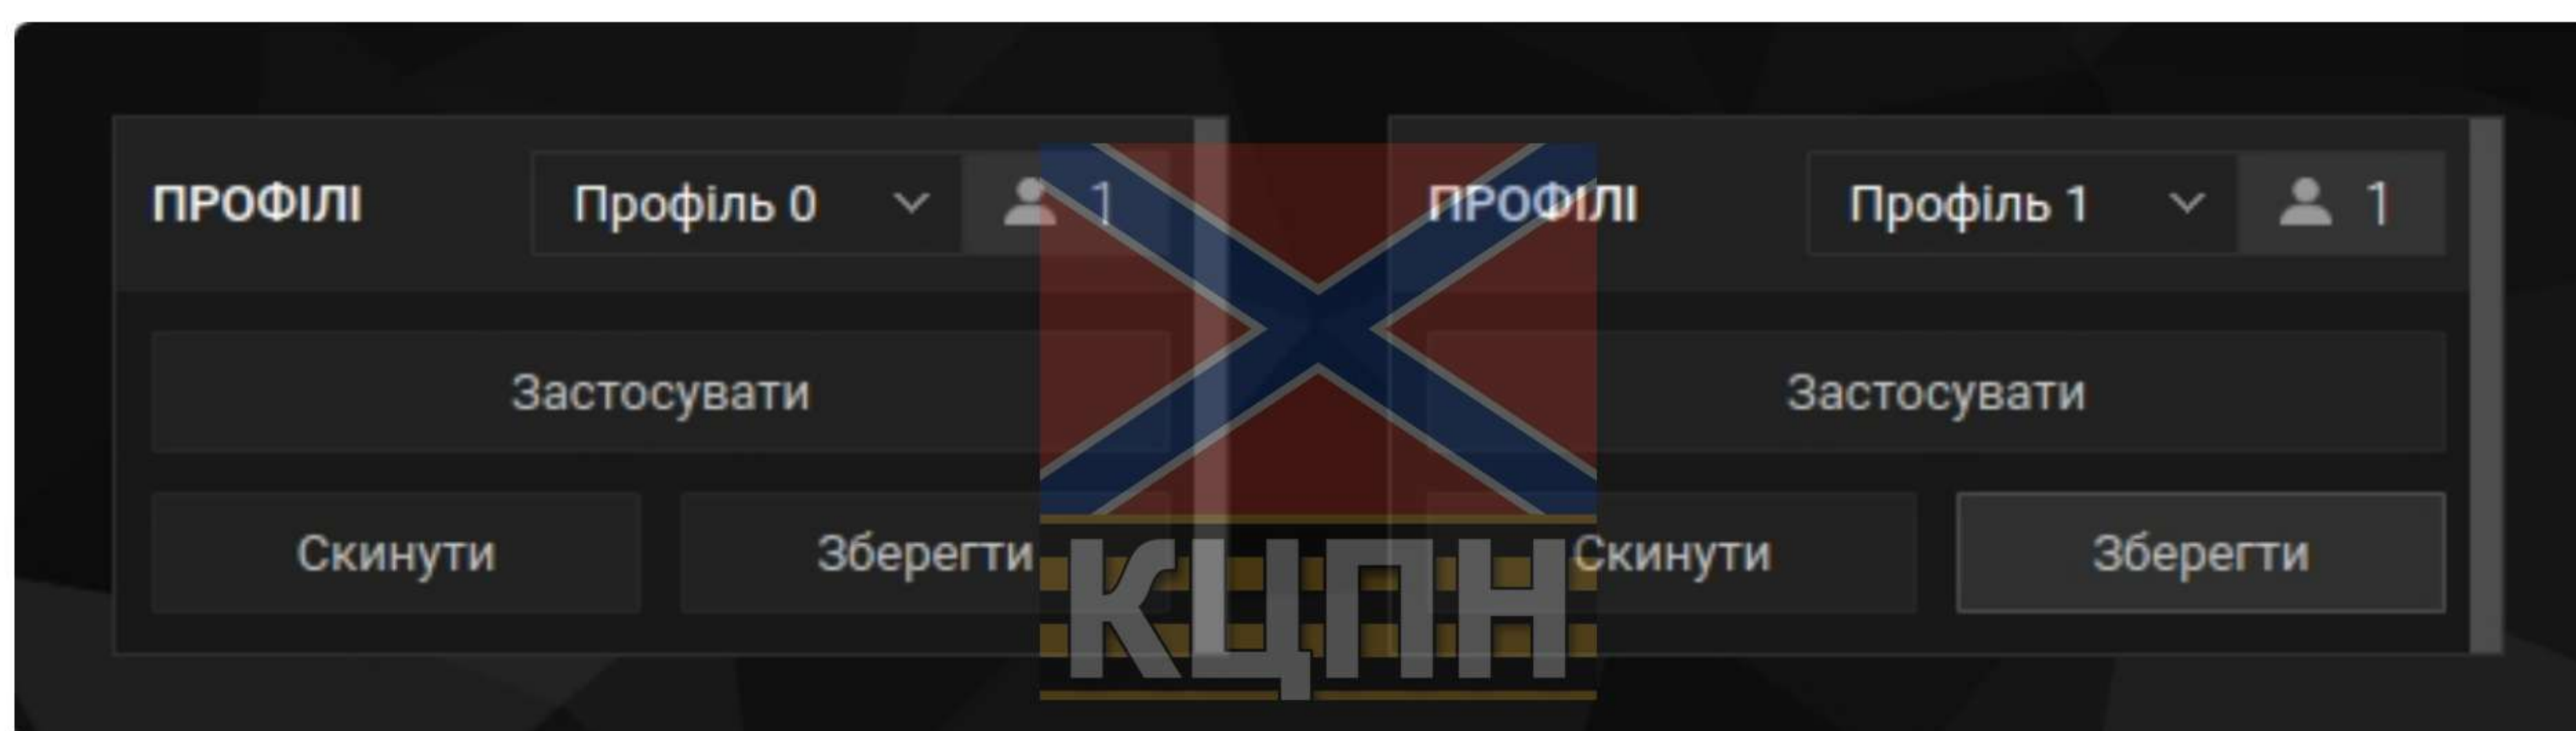 ПРОФІЛІ Профіль 0 1
Застосувати
Скинути Зберегти
ПРОФІЛІ Профіль 1 1
Застосувати
Скинути Зберегти
КЦПН